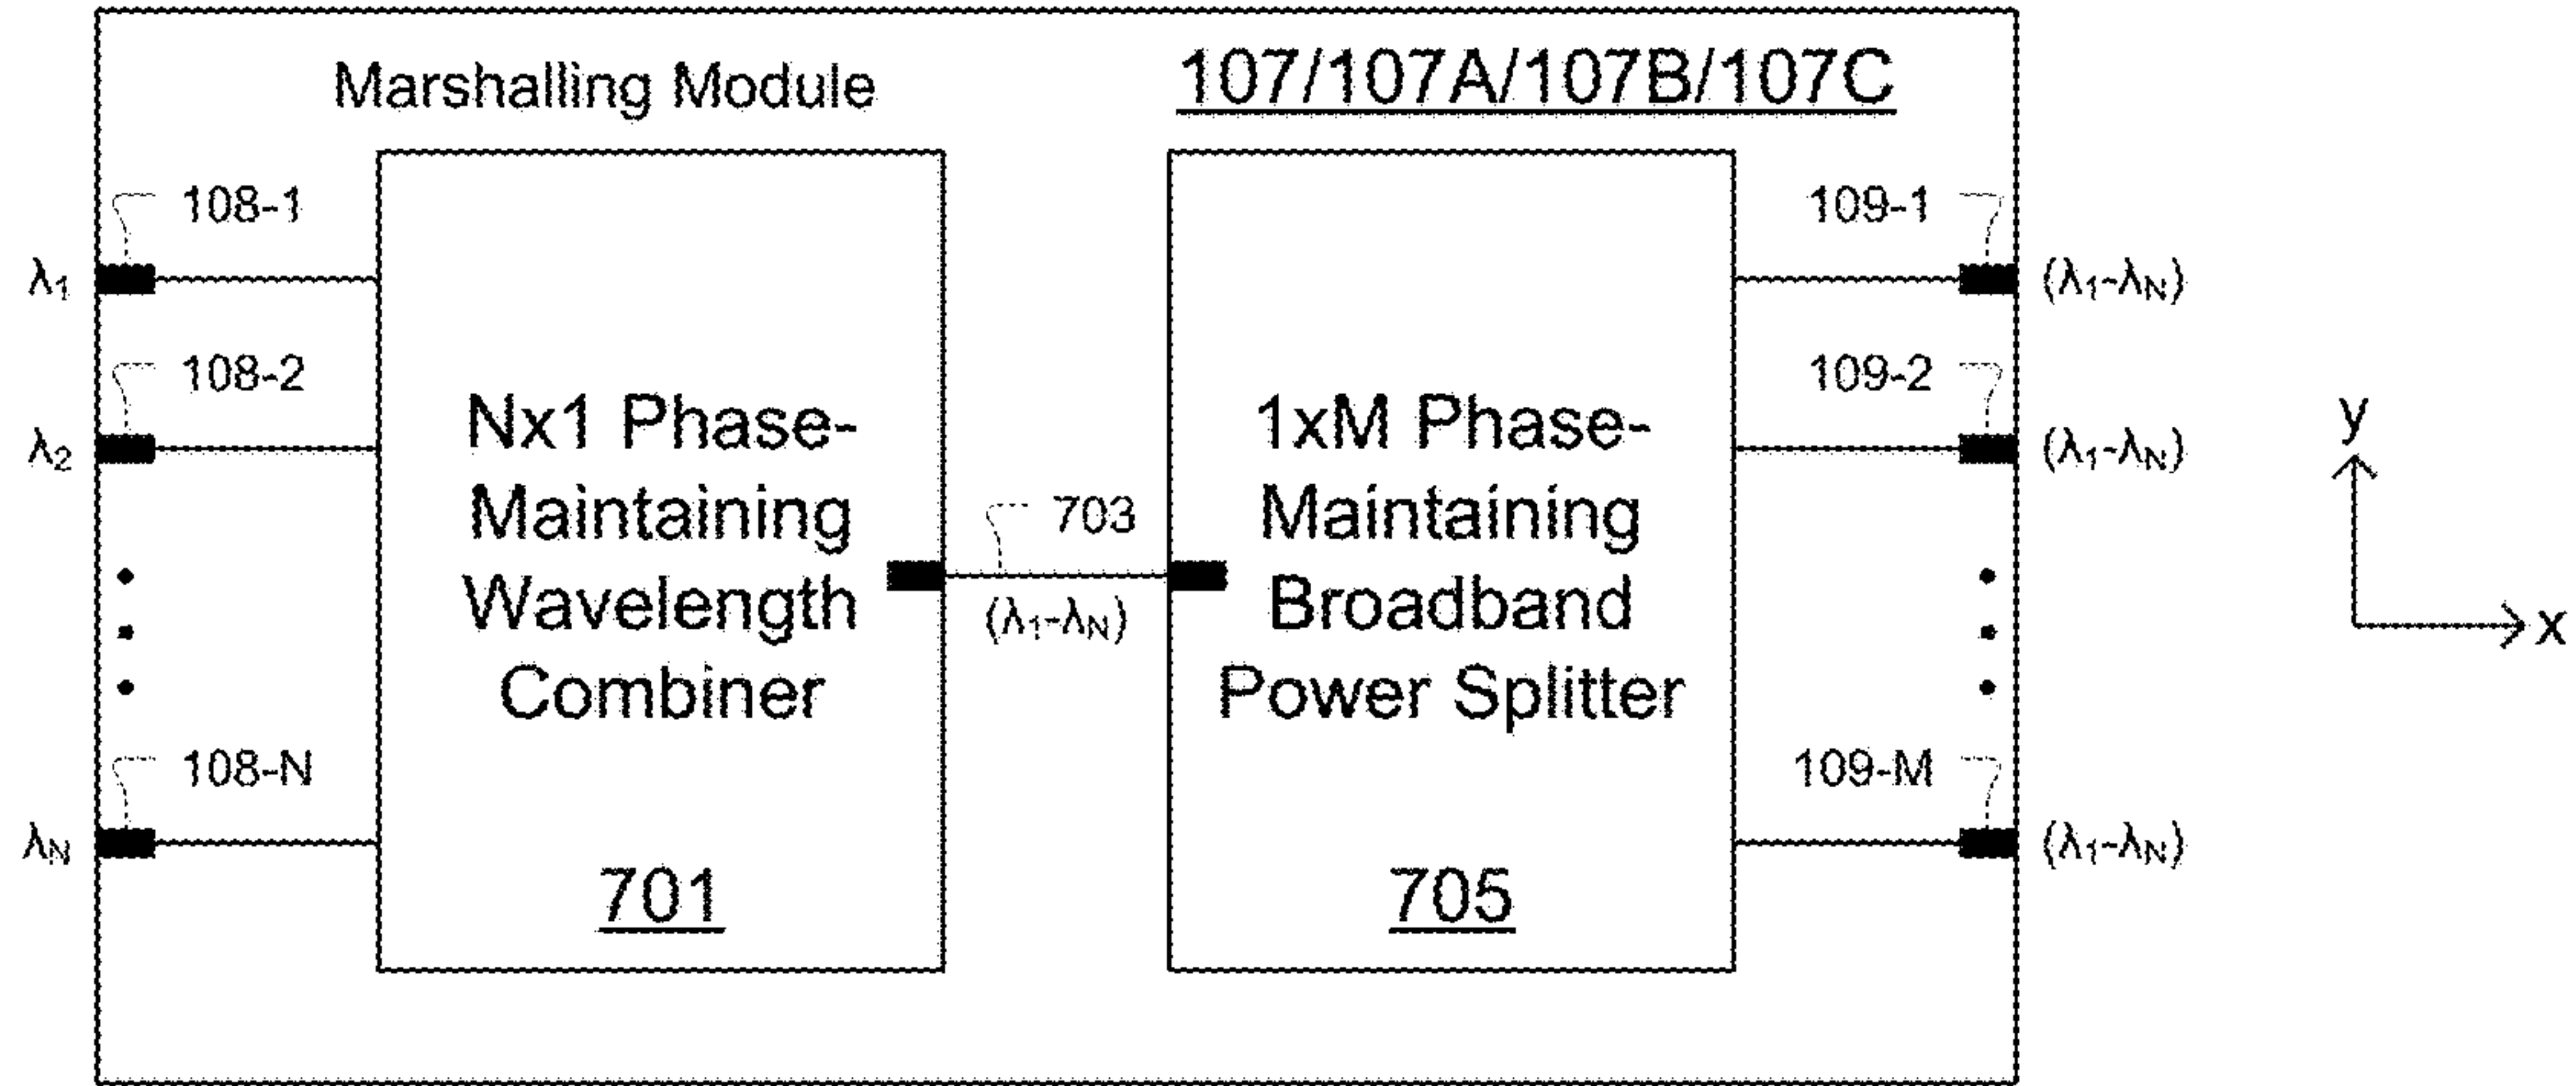 Marshalling Module
107/107A/107B/107C
108-1
λ1
108-2
λ2
108-N
λN
Nx1 Phase-
Maintaining
Wavelength
Combiner
701
703
(λ1-λN)
1xM Phase-
Maintaining
Broadband
Power Splitter
705
109-1
(λ1-λN)
109-2
(λ1-λN)
109-M
(λ1-λN)
y
x